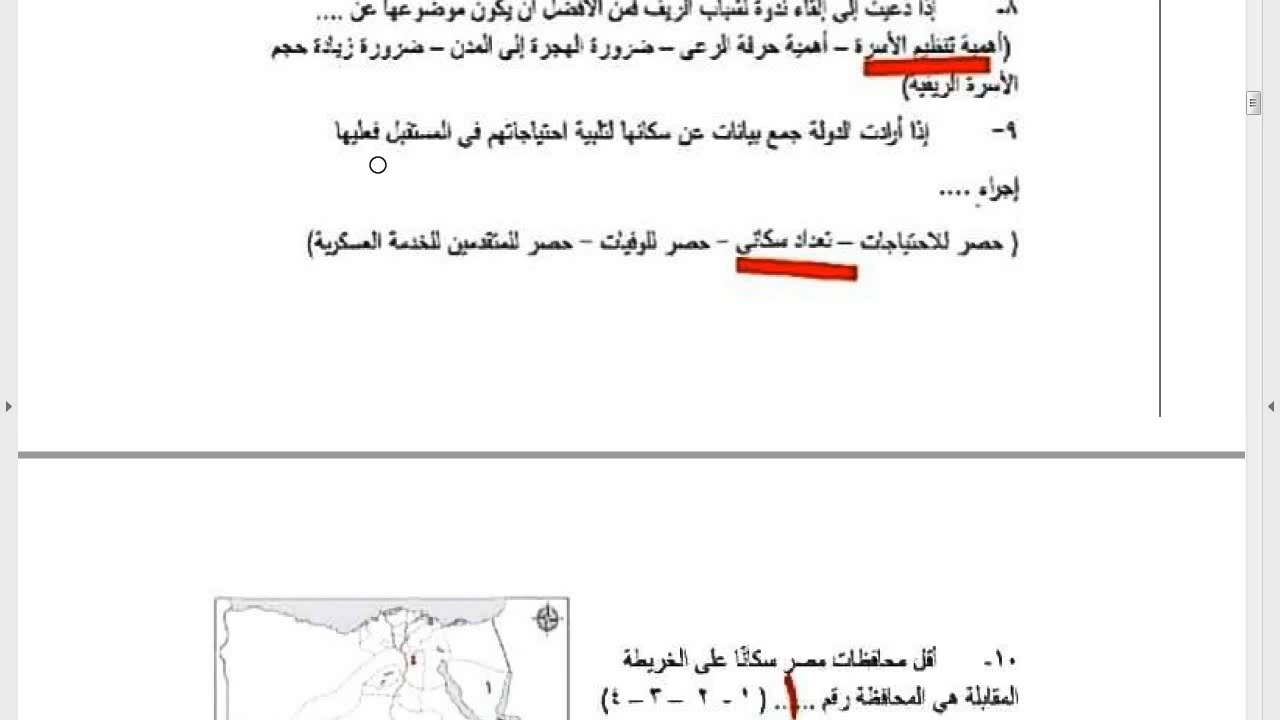 ٨- إذا دعيت إلى إلقاء ندوة لشباب الريف فمن الأفضل أن يكون موضوعها عن ....
(أهمية تنظيم الأسرة – أهمية حرفة الرعى – ضرورة الهجرة إلى المدن – ضرورة زيادة حجم
الأسرة الريفية)
٩- إذا أرادت الدولة جمع بيانات عن سكانها لتلبية احتياجاتهم في المستقبل فعليها
إجراء ....
( حصر للاحتياجات – تعداد سكاني – حصر للوفيات – حصر للمتقدمين للخدمة العسكرية)
١٠- أقل محافظات مصر سكانًا على الخريطة
المقابلة هي المحافظة رقم ...... ( ١ - ٢ – ٣ – ٤)
١